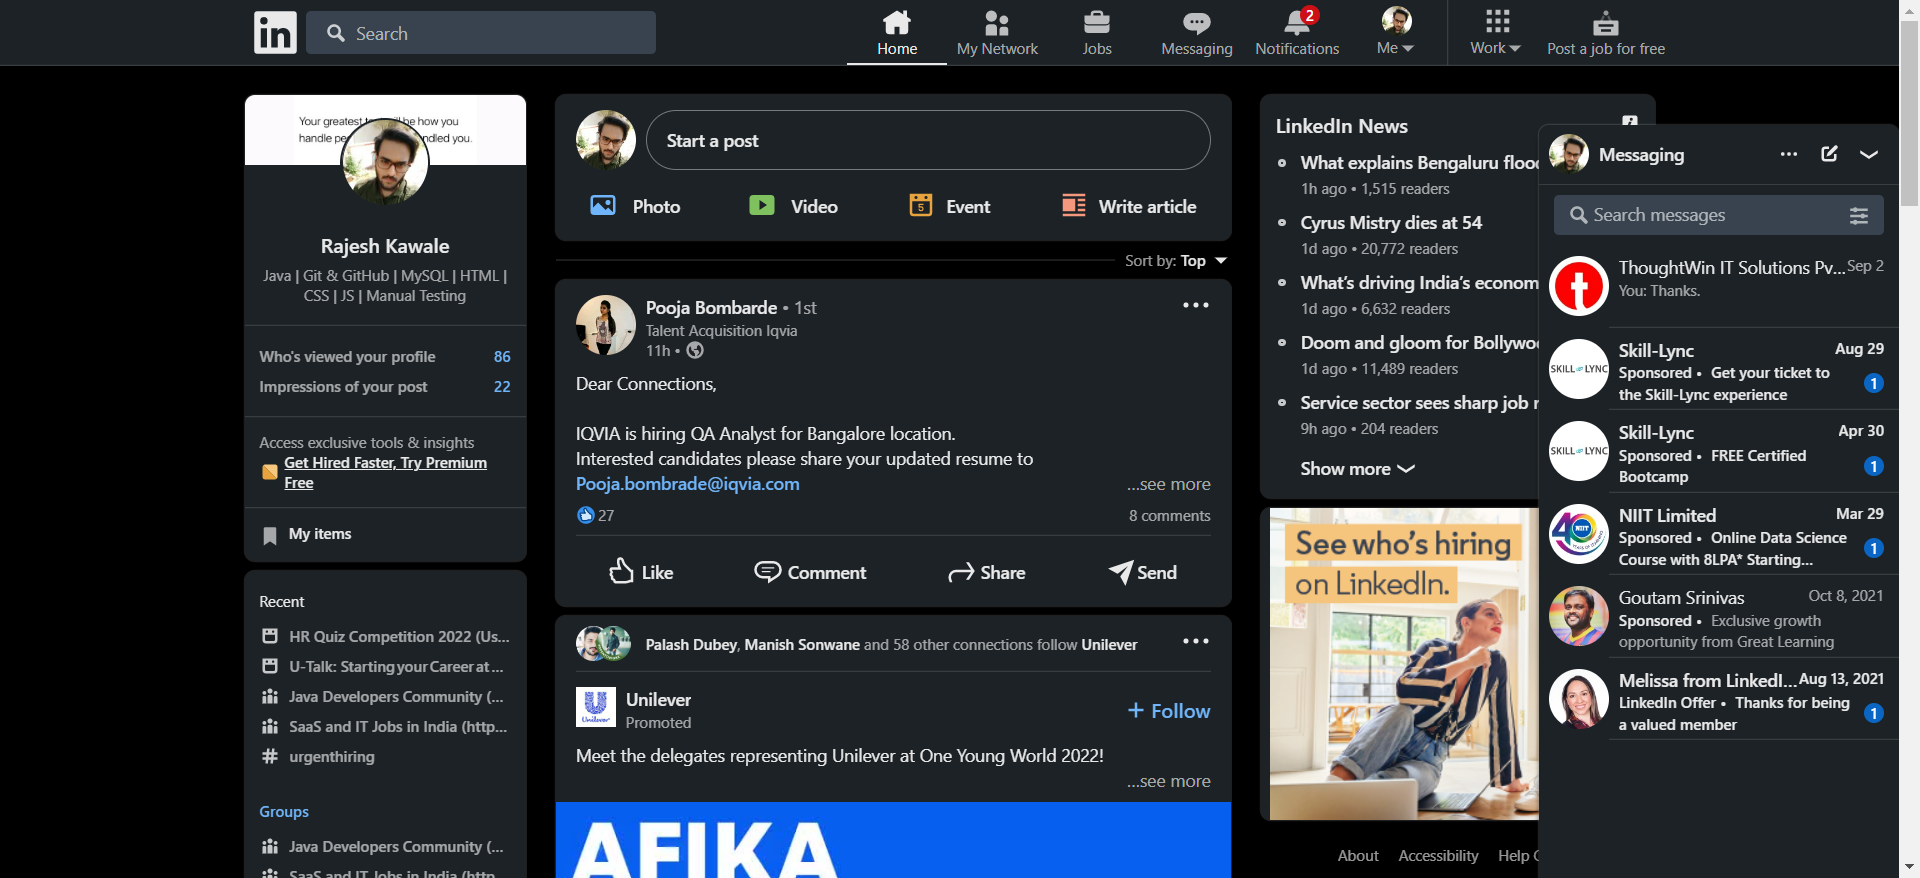 in
Search
Home
My Network
Jobs
Messaging
2
Notifications
Me
Work
Post a job for free
Your greatest
be how you
handle
ndled you.
Rajesh Kawale
Java | Git & GitHub | MySQL | HTML |
CSS | JS | Manual Testing
Who's viewed your profile 86
Impressions of your post 22
Access exclusive tools & insights
Get Hired Faster, Try Premium
Free
My items
Recent
HR Quiz Competition 2022 (Us...
U-Talk: Starting your Career at ...
Java Developers Community (...
SaaS and IT Jobs in India (http...
# urgenthiring
Groups
Java Developers Community (...
SaaS and IT Jobs in India (http...
Start a post
Photo
Video
5
Event
Write article
Sort by: Top
Pooja Bombarde • 1st
Talent Acquisition Iqvia
11h •
Dear Connections,
IQVIA is hiring QA Analyst for Bangalore location.
Interested candidates please share your updated resume to
Pooja.bombrade@iqvia.com
...see more
27
8 comments
Like
Comment
Share
Send
Palash Dubey, Manish Sonwane and 58 other connections follow Unilever
Unilever
Unilever
Promoted
+ Follow
Meet the delegates representing Unilever at One Young World 2022!
...see more
AFIKA
LinkedIn News
What explains Bengaluru floo
1h ago • 1,515 readers
Cyrus Mistry dies at 54
1d ago • 20,772 readers
What's driving India's econom
1d ago • 6,632 readers
Doom and gloom for Bollywo
1d ago • 11,489 readers
Service sector sees sharp job r
9h ago • 204 readers
Show more
See who's hiring
on LinkedIn.
About
Accessibility
Help C
Messaging
Search messages
t
ThoughtWin IT Solutions Pv... Sep 2
You: Thanks.
SKILL LYNC
Skill-Lync Aug 29
Sponsored • Get your ticket to
the Skill-Lync experience
1
SKILL LYNC
Skill-Lync Apr 30
Sponsored • FREE Certified
Bootcamp
1
40
NIIT
NIIT Limited Mar 29
Sponsored • Online Data Science
Course with 8LPA* Starting...
1
Goutam Srinivas Oct 8, 2021
Sponsored • Exclusive growth
opportunity from Great Learning
Melissa from LinkedI... Aug 13, 2021
LinkedIn Offer • Thanks for being
a valued member
1